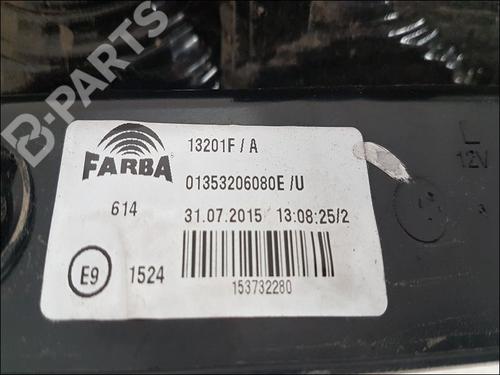 B-PARTS
13201F / A
FARBA
01353206080E /U
614
31.07.2015 13:08:25/2
E9
1524
153732280
L
12V